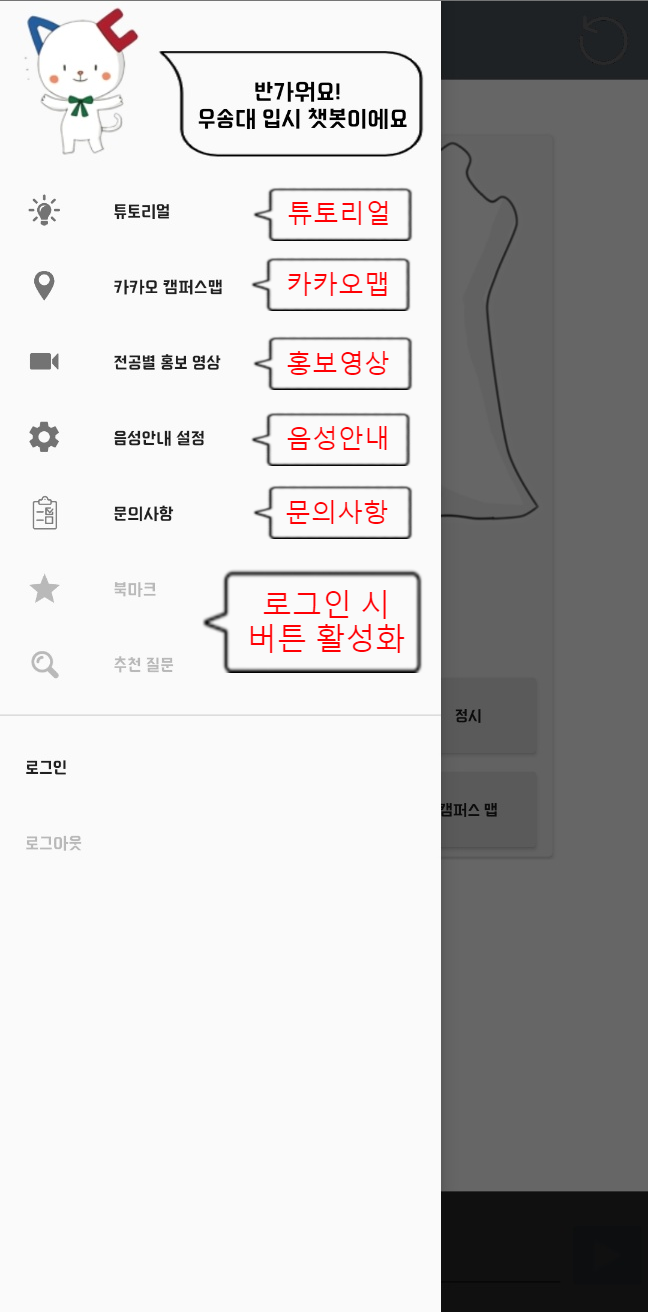 반가워요!
우송대 입시 챗봇이에요
튜토리얼
튜토리얼
카카오 캠퍼스맵
카카오맵
전공별 홍보 영상
홍보영상
음성안내 설정
음성안내
문의사항
문의사항
북마크
로그인 시
버튼 활성화
추천 질문
정시
로그인
캠퍼스 맵
로그아웃